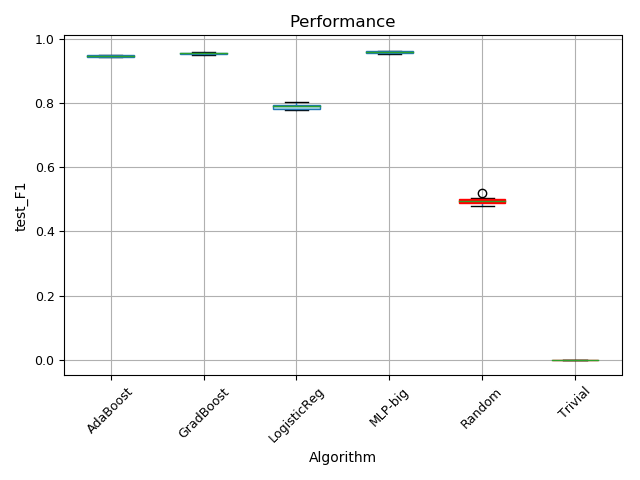 Performance
1.0
0.8
0.6
0.4
0.2
0.0
test_F1
AdaBoost
GradBoost
LogisticReg
MLP-big
Random
Trivial
Algorithm